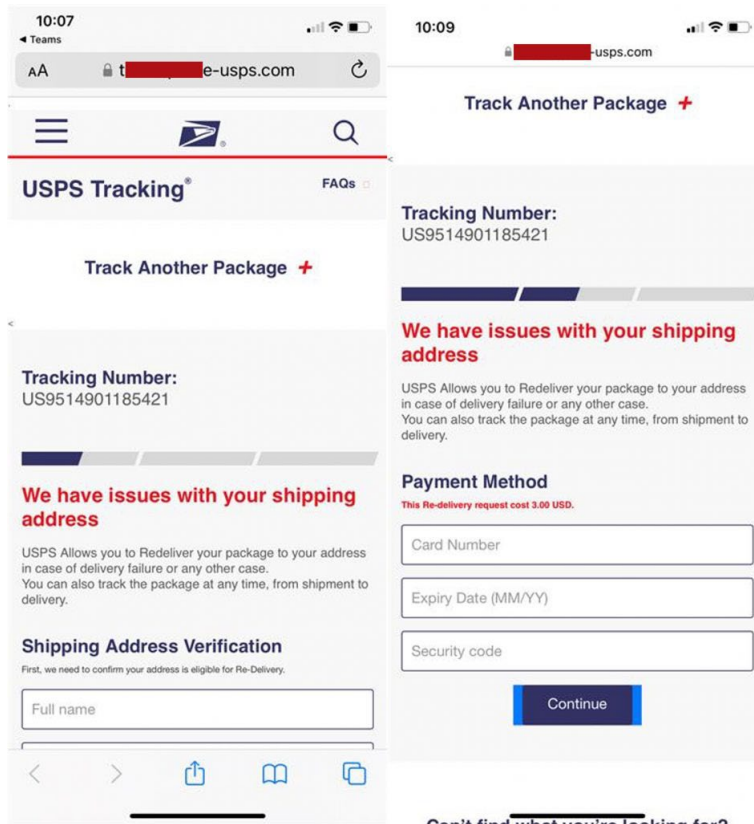 10:07
◀ Teams
AA t e-usps.com
USPS Tracking® FAQs
Track Another Package +
<
Tracking Number:
US9514901185421
We have issues with your shipping
address
USPS Allows you to Redeliver your package to your address
in case of delivery failure or any other case.
You can also track the package at any time, from shipment to
delivery.
Shipping Address Verification
First, we need to confirm your address is eligible for Re-Delivery.
Full name
10:09
-usps.com
Track Another Package +
<
Tracking Number:
US9514901185421
We have issues with your shipping
address
USPS Allows you to Redeliver your package to your address
in case of delivery failure or any other case.
You can also track the package at any time, from shipment to
delivery.
Payment Method
This Re-delivery request cost 3.00 USD.
Card Number
Expiry Date (MM/YY)
Security code
Continue
Can't find what you're looking for?